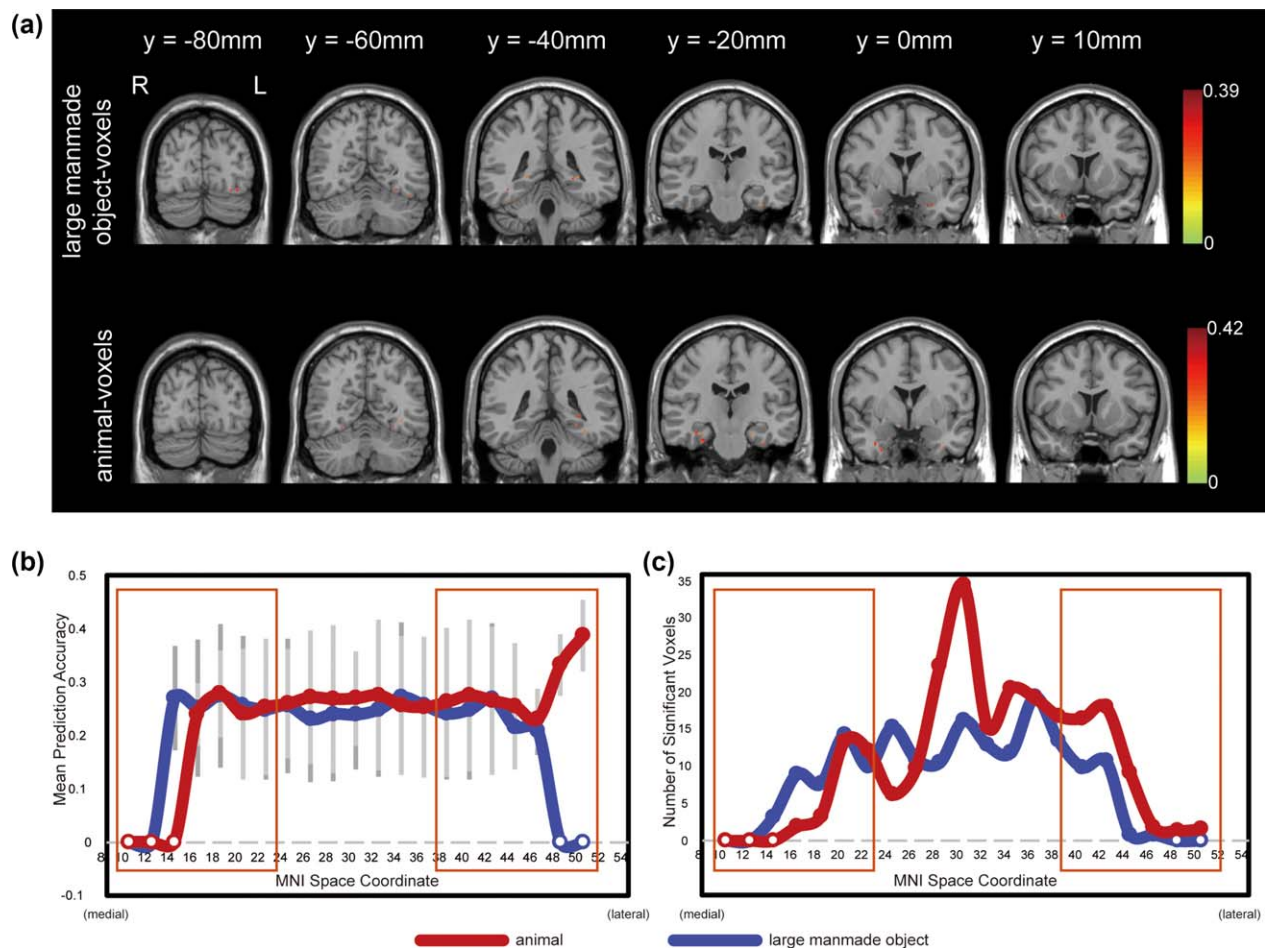 (a)
y = -80mm y = -60mm y = -40mm y = -20mm y = 0mm y = 10mm
R L
large manmade
object-voxels
0.39
0
animal-voxels
0.42
0
(b)
Mean Prediction Accuracy
0.5
0.4
0.3
0.2
0.1
0
-0.1
8 10 12 14 16 18 20 22 24 26 28 30 32 34 36 38 40 42 44 46 48 50 52 54
MNI Space Coordinate
(medial) (lateral)
(c)
Number of Significant Voxels
35
30
25
20
15
10
5
0
8 10 12 14 16 18 20 22 24 26 28 30 32 34 36 38 40 42 44 46 48 50 52 54
MNI Space Coordinate
(medial) (lateral)
animal large manmade object